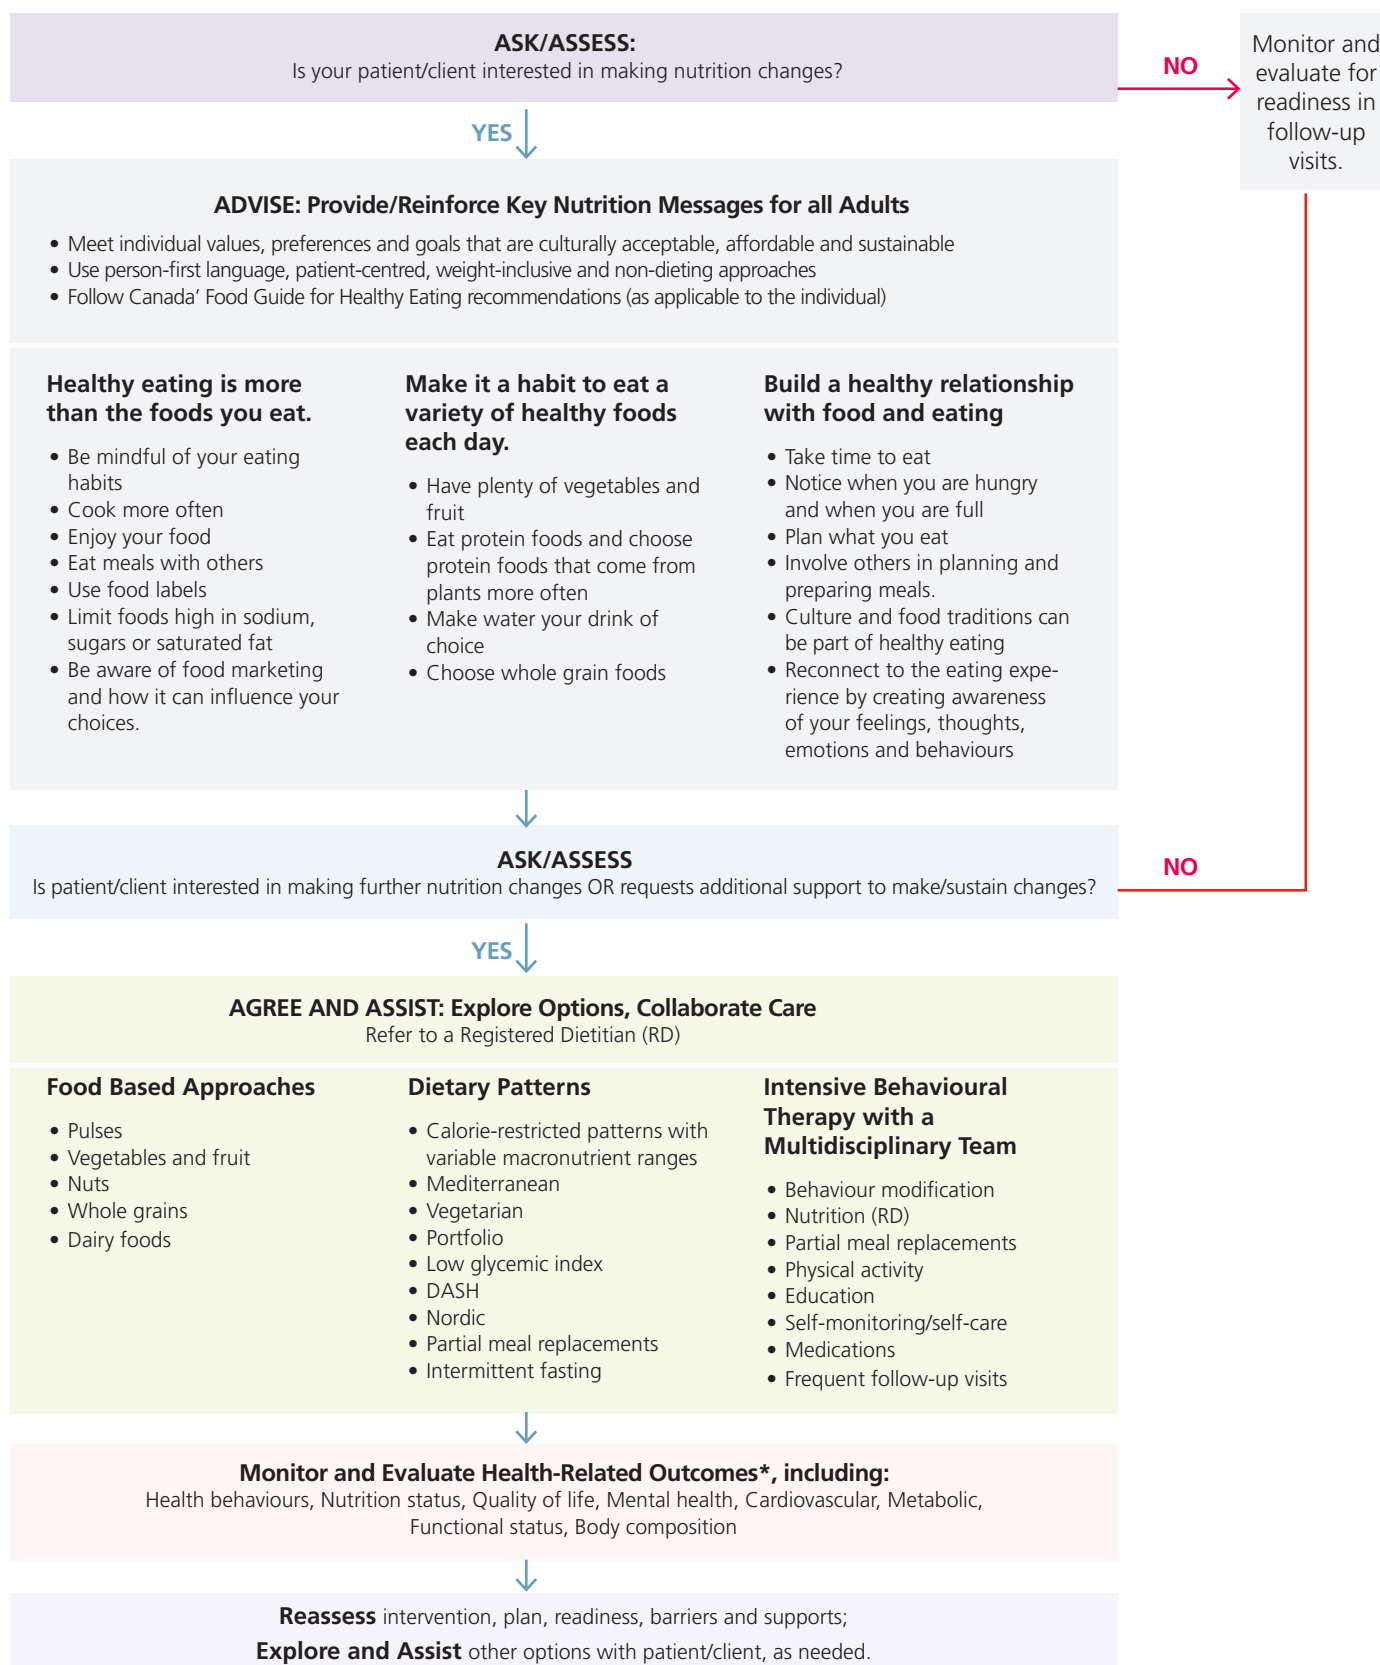 ASK/ASSESS:
Is your patient/client interested in making nutrition changes?
NO
Monitor and
evaluate for
readiness in
follow-up
visits.
YES
ADVISE: Provide/Reinforce Key Nutrition Messages for all Adults
• Meet individual values, preferences and goals that are culturally acceptable, affordable and sustainable
• Use person-first language, patient-centred, weight-inclusive and non-dieting approaches
• Follow Canada’ Food Guide for Healthy Eating recommendations (as applicable to the individual)
Healthy eating is more
than the foods you eat.
• Be mindful of your eating
habits
• Cook more often
• Enjoy your food
• Eat meals with others
• Use food labels
• Limit foods high in sodium,
sugars or saturated fat
• Be aware of food marketing
and how it can influence your
choices.
Make it a habit to eat a
variety of healthy foods
each day.
• Have plenty of vegetables and
fruit
• Eat protein foods and choose
protein foods that come from
plants more often
• Make water your drink of
choice
• Choose whole grain foods
Build a healthy relationship
with food and eating
• Take time to eat
• Notice when you are hungry
and when you are full
• Plan what you eat
• Involve others in planning and
preparing meals.
• Culture and food traditions can
be part of healthy eating
• Reconnect to the eating expe-
rience by creating awareness
of your feelings, thoughts,
emotions and behaviours
ASK/ASSESS
Is patient/client interested in making further nutrition changes OR requests additional support to make/sustain changes?
NO
YES
AGREE AND ASSIST: Explore Options, Collaborate Care
Refer to a Registered Dietitian (RD)
Food Based Approaches
• Pulses
• Vegetables and fruit
• Nuts
• Whole grains
• Dairy foods
Dietary Patterns
• Calorie-restricted patterns with
variable macronutrient ranges
• Mediterranean
• Vegetarian
• Portfolio
• Low glycemic index
• DASH
• Nordic
• Partial meal replacements
• Intermittent fasting
Intensive Behavioural
Therapy with a
Multidisciplinary Team
• Behaviour modification
• Nutrition (RD)
• Partial meal replacements
• Physical activity
• Education
• Self-monitoring/self-care
• Medications
• Frequent follow-up visits
Monitor and Evaluate Health-Related Outcomes*, including:
Health behaviours, Nutrition status, Quality of life, Mental health, Cardiovascular, Metabolic,
Functional status, Body composition
Reassess intervention, plan, readiness, barriers and supports;
Explore and Assist other options with patient/client, as needed.